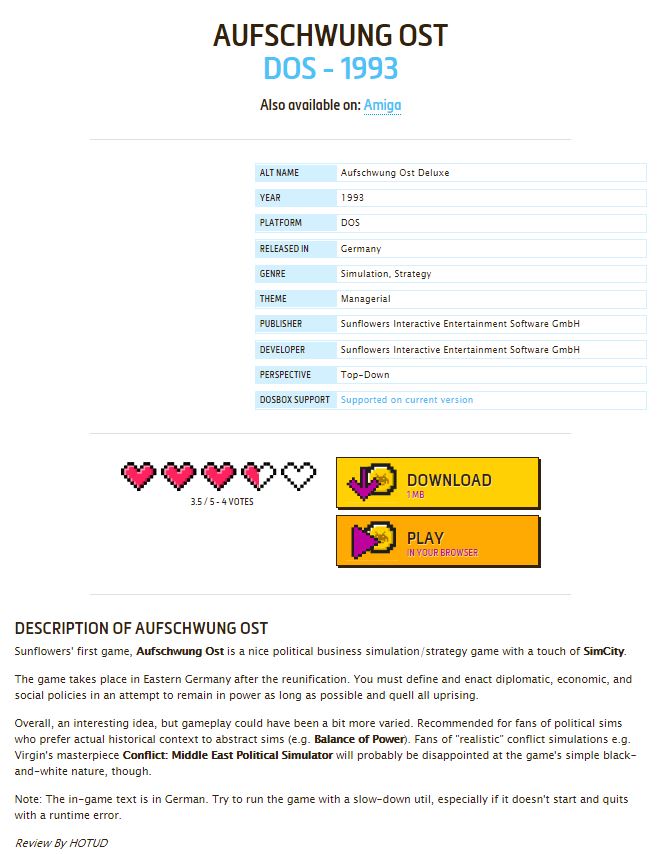 AUFSCHWUNG OST
DOS - 1993
Also available on: Amiga
ALT NAME Aufschwung Ost Deluxe
YEAR 1993
PLATFORM DOS
RELEASED IN Germany
GENRE Simulation, Strategy
THEME Managerial
PUBLISHER Sunflowers Interactive Entertainment Software GmbH
DEVELOPER Sunflowers Interactive Entertainment Software GmbH
PERSPECTIVE Top-Down
DOSBOX SUPPORT Supported on current version
3.5 / 5 - 4 VOTES
DOWNLOAD
1 MB
PLAY
IN YOUR BROWSER
DESCRIPTION OF AUFSCHWUNG OST
Sunflowers' first game, Aufschwung Ost is a nice political business simulation/strategy game with a touch of SimCity.
The game takes place in Eastern Germany after the reunification. You must define and enact diplomatic, economic, and
social policies in an attempt to remain in power as long as possible and quell all uprising.
Overall, an interesting idea, but gameplay could have been a bit more varied. Recommended for fans of political sims
who prefer actual historical context to abstract sims (e.g. Balance of Power). Fans of "realistic" conflict simulations e.g.
Virgin's masterpiece Conflict: Middle East Political Simulator will probably be disappointed at the game's simple black-
and-white nature, though.
Note: The in-game text is in German. Try to run the game with a slow-down util, especially if it doesn't start and quits
with a runtime error.
Review By HOTUD